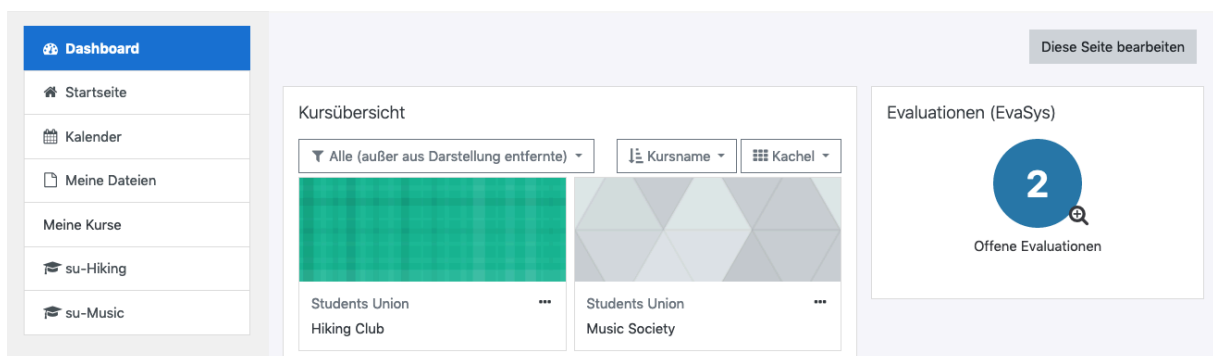 Dashboard
Startseite
Kalender
Meine Dateien
Meine Kurse
su-Hiking
su-Music
Diese Seite bearbeiten
Kursübersicht
Alle (außer aus Darstellung entfernte)
Kursname
Kachel
Students Union
Hiking Club
Students Union
Music Society
Evaluationen (EvaSys)
2
Offene Evaluationen